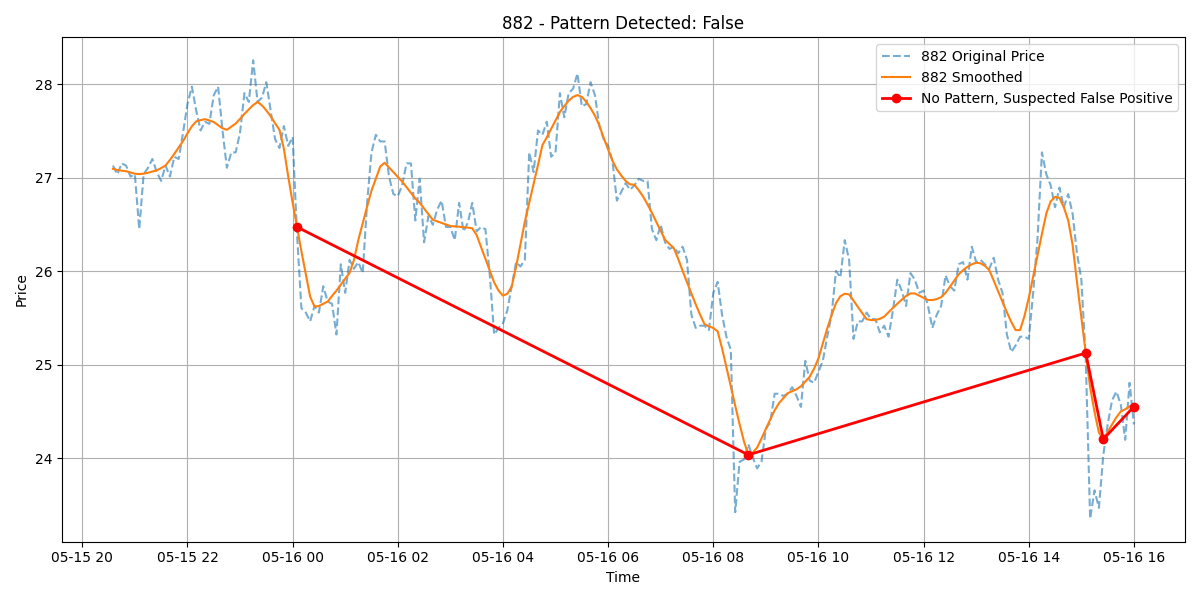 882 - Pattern Detected: False
882 Original Price
882 Smoothed
No Pattern, Suspected False Positive
Price
28
27
26
25
24
05-15 20 05-15 22 05-16 00 05-16 02 05-16 04 05-16 06 05-16 08 05-16 10 05-16 12 05-16 14 05-16 16
Time